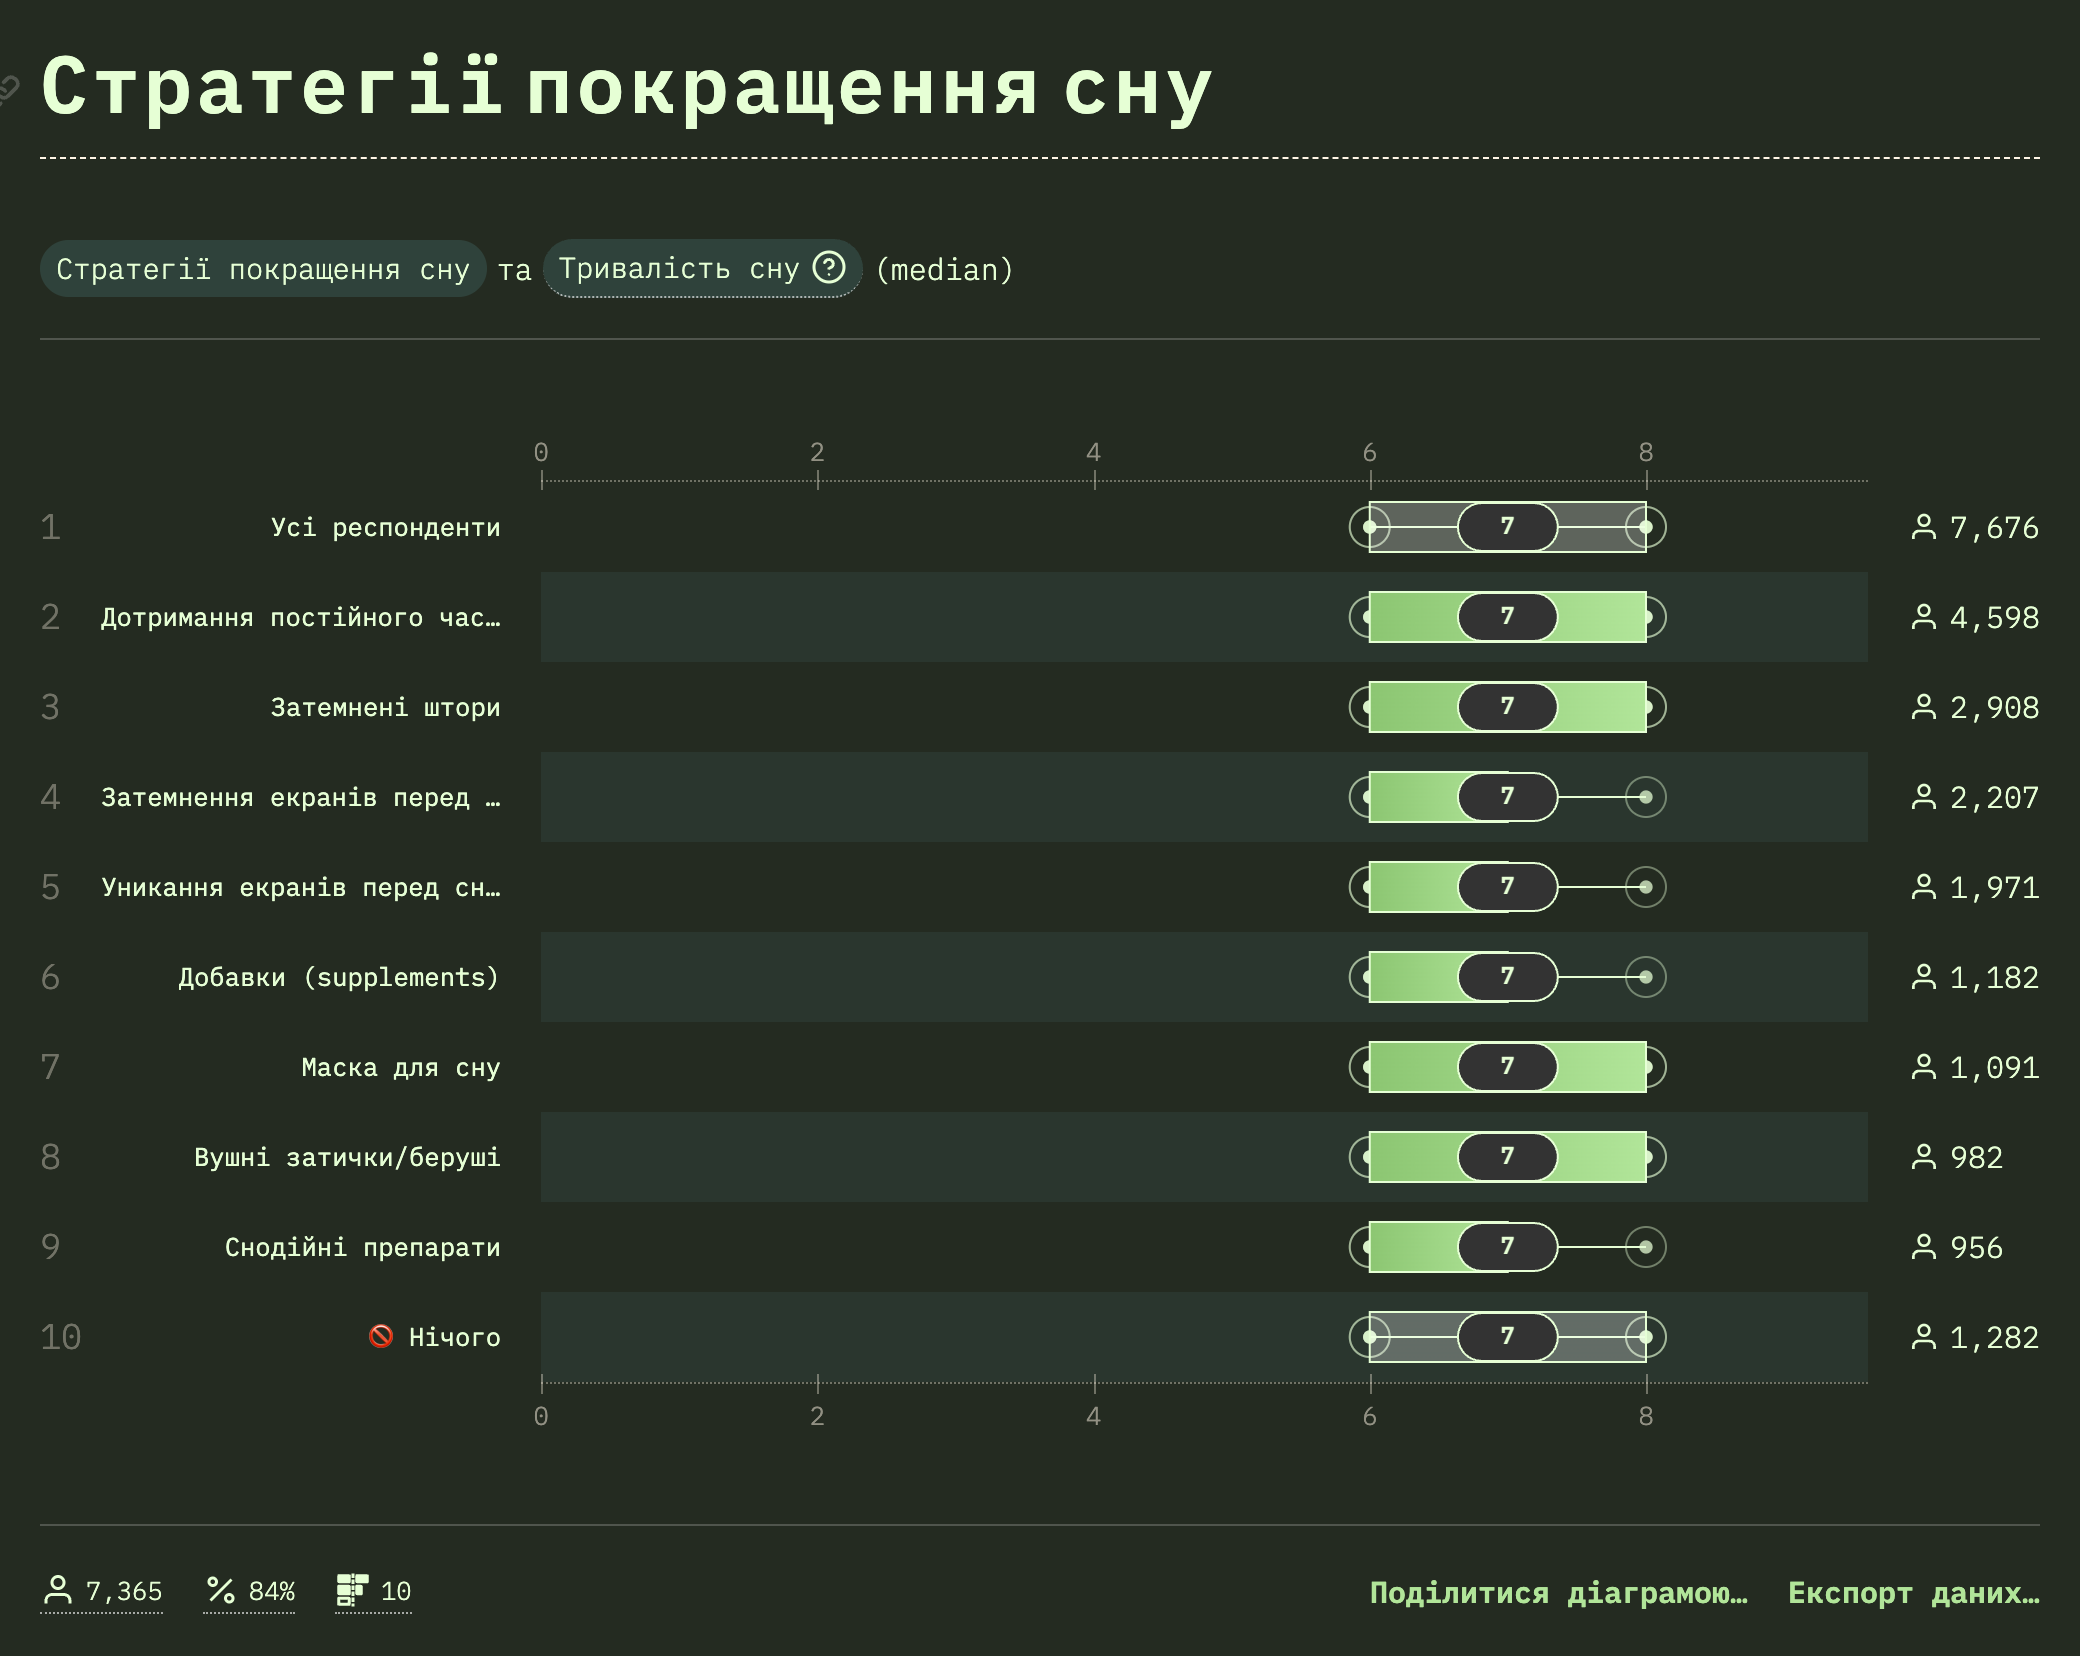 Стратегії покращення сну
Стратегії покращення сну та Тривалість сну (median)
0 2 4 6 8
1 Усі респонденти 7 7,676
2 Дотримання постійного час… 7 4,598
3 Затемнені штори 7 2,908
4 Затемнення екранів перед … 7 2,207
5 Уникання екранів перед сн… 7 1,971
6 Добавки (supplements) 7 1,182
7 Маска для сну 7 1,091
8 Вушні затички/беруші 7 982
9 Снодійні препарати 7 956
10 🚫 Нічого 7 1,282
0 2 4 6 8
7,365 84% 10 Поділитися діаграмою… Експорт даних…